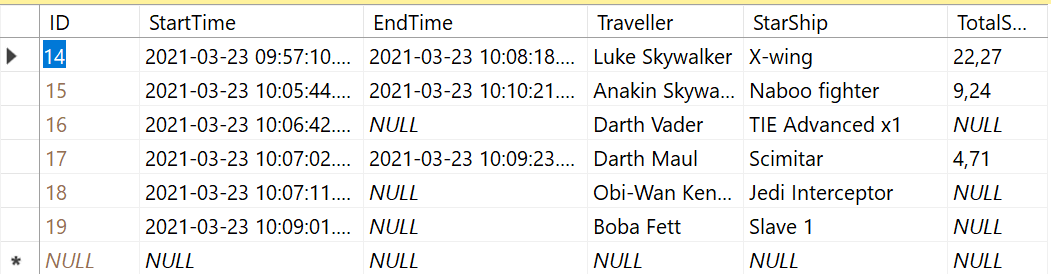 ID StartTime EndTime Traveller StarShip TotalS...
14 2021-03-23 09:57:10.... 2021-03-23 10:08:18.... Luke Skywalker X-wing 22,27
15 2021-03-23 10:05:44.... 2021-03-23 10:10:21.... Anakin Skywa... Naboo fighter 9,24
16 2021-03-23 10:06:42.... NULL Darth Vader TIE Advanced x1 NULL
17 2021-03-23 10:07:02.... 2021-03-23 10:09:23.... Darth Maul Scimitar 4,71
18 2021-03-23 10:07:11.... NULL Obi-Wan Ken... Jedi Interceptor NULL
19 2021-03-23 10:09:01.... NULL Boba Fett Slave 1 NULL
* NULL NULL NULL NULL NULL NULL